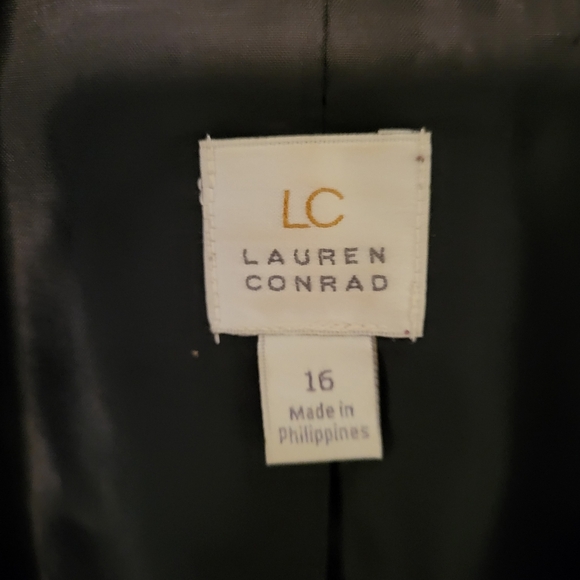 LC
LAUREN
CONRAD
16
Made in
Philippines